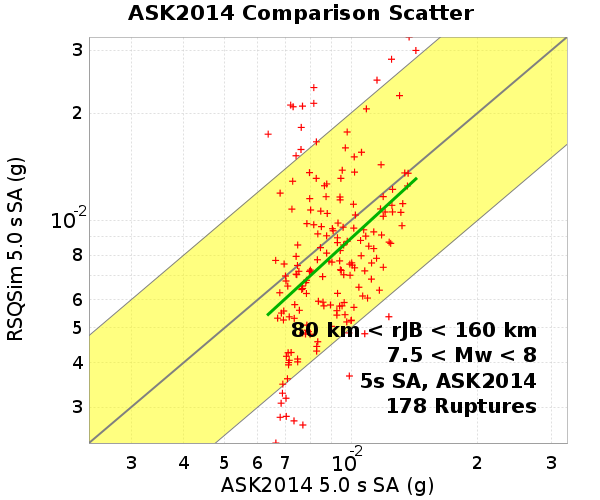 ASK2014 Comparison Scatter
RSQSim 5.0 s SA (g)
3
2
10-2
8
6
5
4
3
80 km < rJB < 160 km
7.5 < Mw < 8
5s SA, ASK2014
178 Ruptures
3 4 5 6 7 10-2 2 3
ASK2014 5.0 s SA (g)